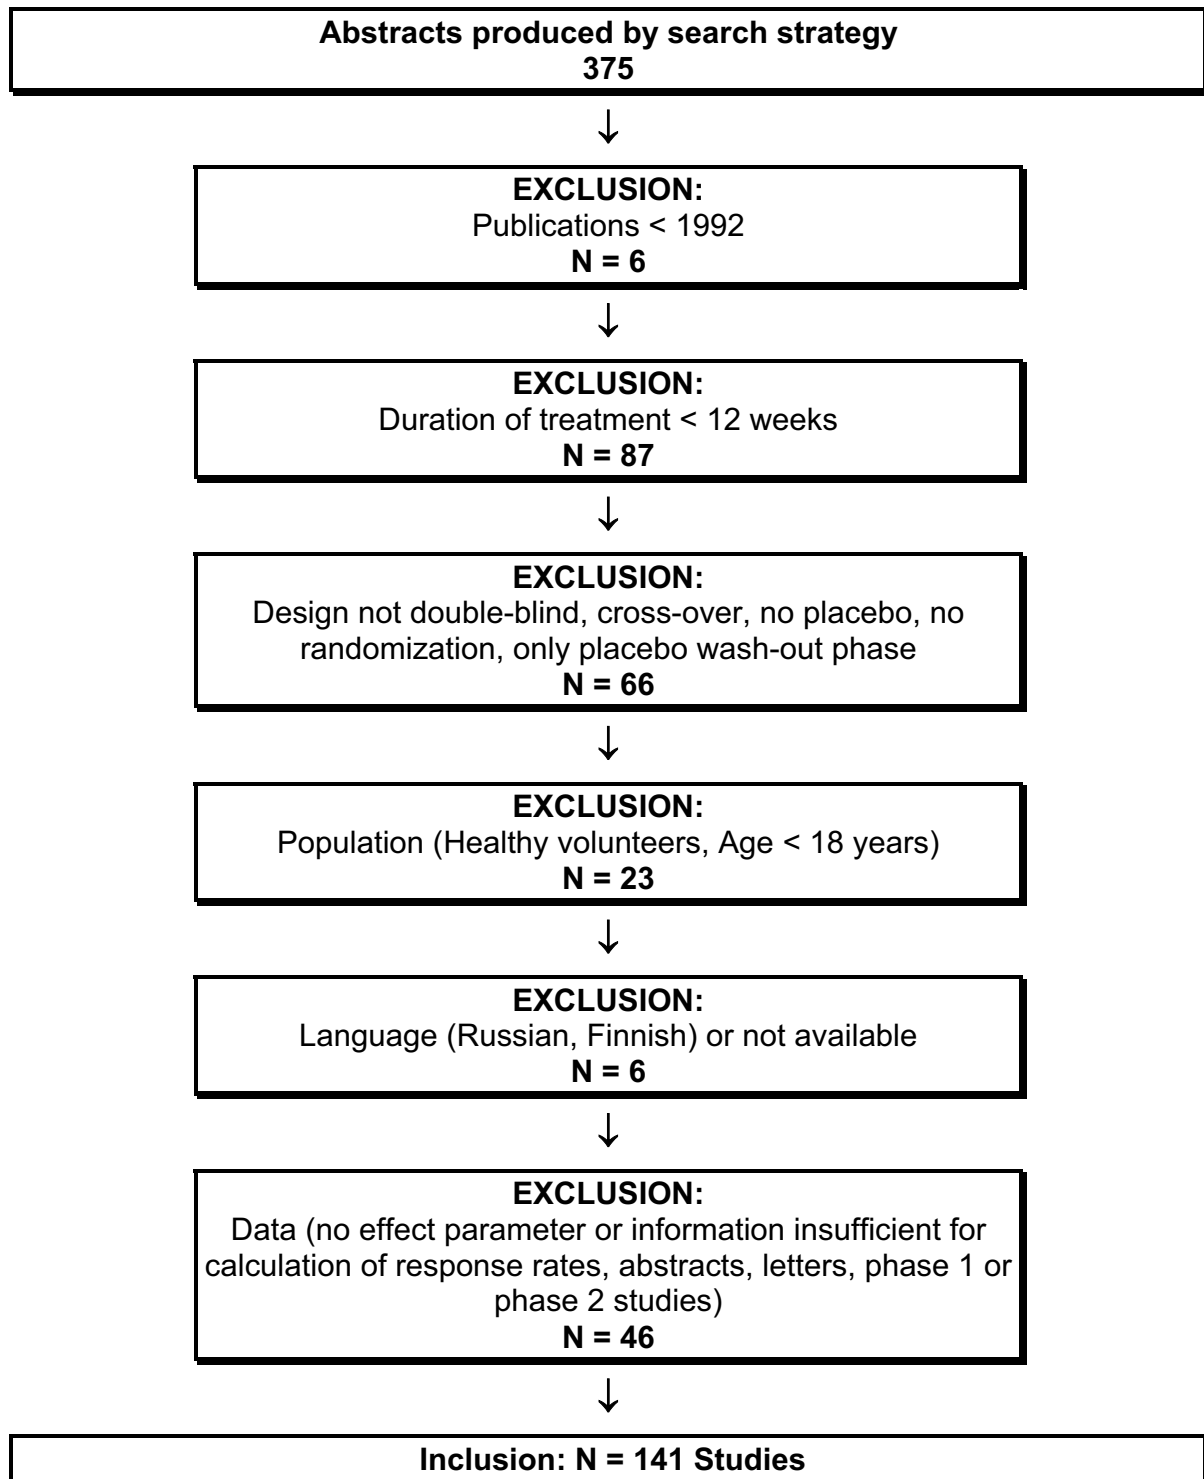 Abstracts produced by search strategy
375
↓
EXCLUSION:
Publications < 1992
N = 6
↓
EXCLUSION:
Duration of treatment < 12 weeks
N = 87
↓
EXCLUSION:
Design not double-blind, cross-over, no placebo, no
randomization, only placebo wash-out phase
N = 66
↓
EXCLUSION:
Population (Healthy volunteers, Age < 18 years)
N = 23
↓
EXCLUSION:
Language (Russian, Finnish) or not available
N = 6
↓
EXCLUSION:
Data (no effect parameter or information insufficient for
calculation of response rates, abstracts, letters, phase 1 or
phase 2 studies)
N = 46
↓
Inclusion: N = 141 Studies